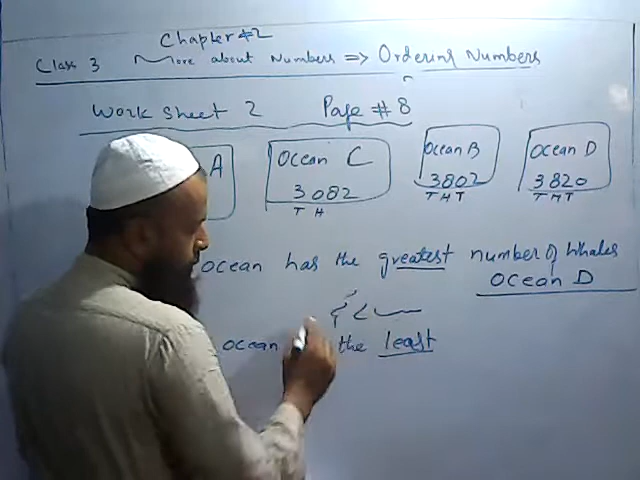 Chapter #2
Class 3 More about Numbers => Ordering Numbers
Work sheet 2 Page # 8
A
Ocean C
3082
T H
Ocean B
3802
T H T
Ocean D
3820
T H T
ocean has the greatest number of Whales
Ocean D
ocean the least